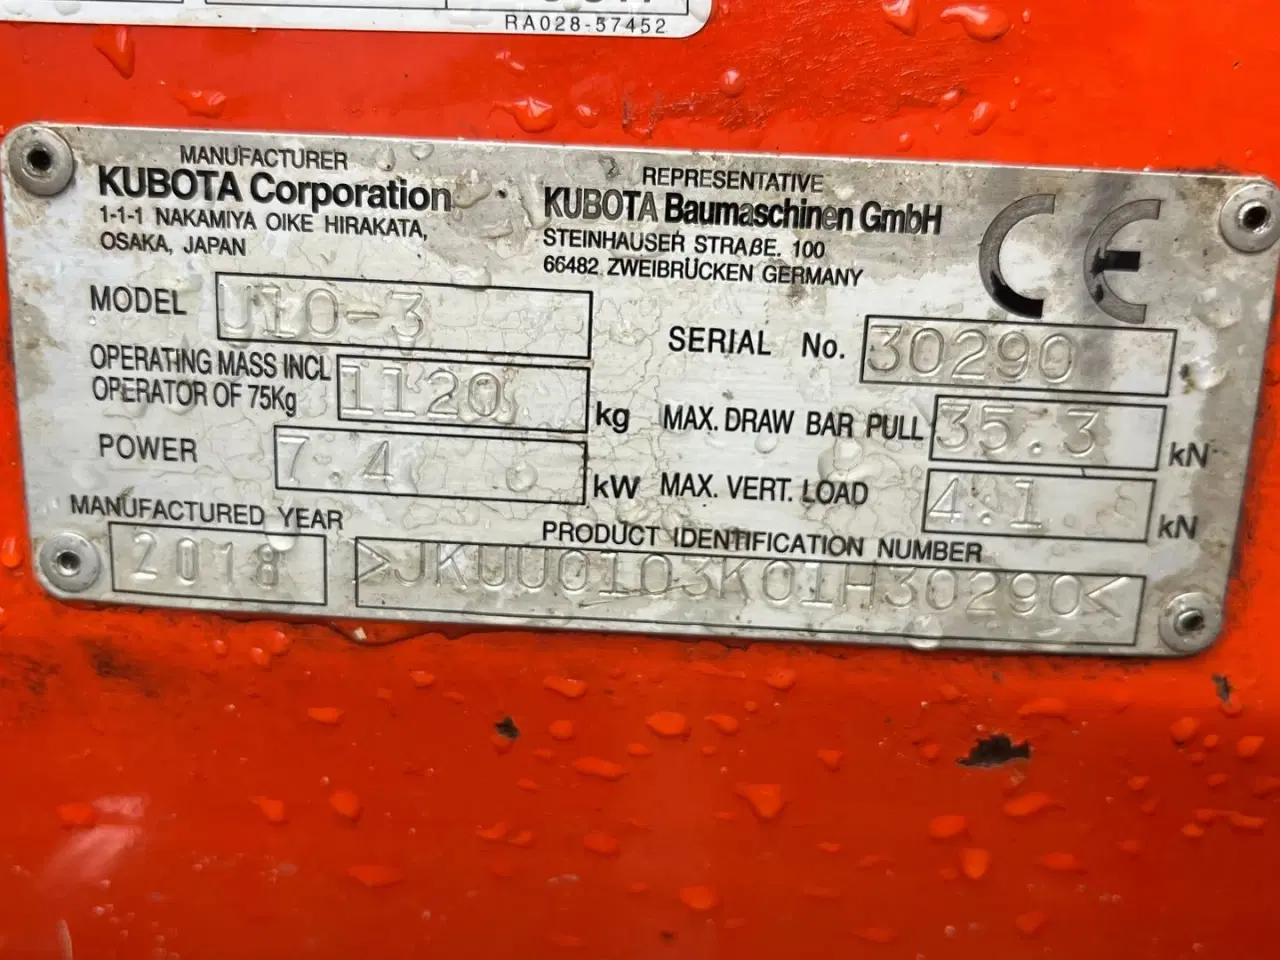 RA028-57452
MANUFACTURER
KUBOTA Corporation
1-1-1 NAKAMIYA OIKE HIRAKATA,
OSAKA, JAPAN
REPRESENTATIVE
KUBOTA Baumaschinen GmbH
STEINHAUSER STRAßE. 100
66482 ZWEIBRÜCKEN GERMANY
CE
MODEL U10-3
SERIAL No. 30290
OPERATING MASS INCL
OPERATOR OF 75Kg 1120 kg
MAX. DRAW BAR PULL 35.3 kN
POWER 7.4 kW
MAX. VERT. LOAD 4.1 kN
MANUFACTURED YEAR
2018
PRODUCT IDENTIFICATION NUMBER
>JKUU0103K01H30290<